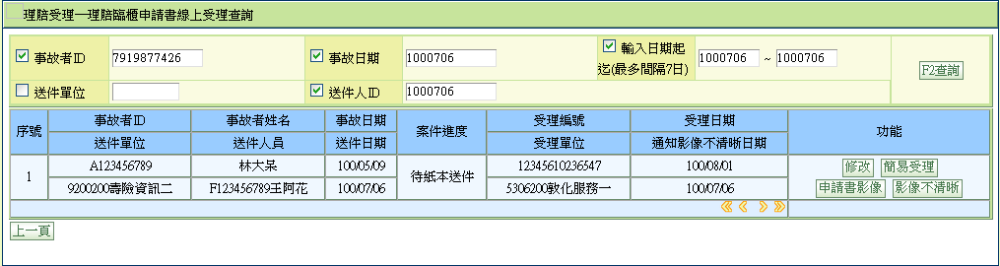 理賠受理—理賠臨櫃申請書線上受理查詢
事故者ID 7919877426 事故日期 1000706 輸入日期起迄(最多間隔7日) 1000706 ~ 1000706 F2查詢
送件單位 送件人ID 1000706
序號 事故者ID 事故者姓名 事故日期 案件進度 受理編號 受理日期 功能
送件單位 送件人員 送件日期 受理單位 通知影像不清晰日期
1 A123456789 林大呆 100/05/09 待紙本送件 12345610236547 100/08/01 修改 簡易受理
9200200壽險資訊二 F123456789王阿花 100/07/06 5306200敦化服務一 100/07/06 申請書影像 影像不清晰
上一頁